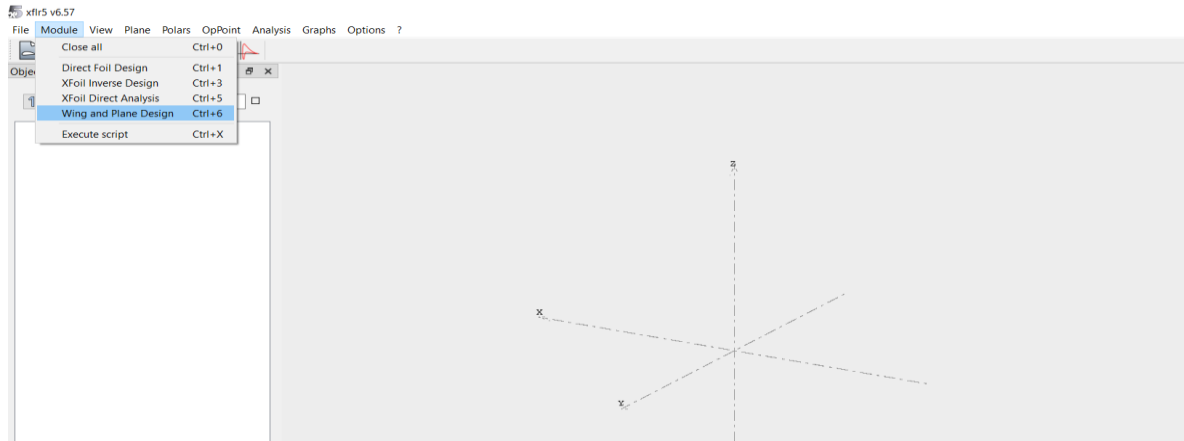 xflr5 v6.57
File Module View Plane Polars OpPoint Analysis Graphs Options ?
Close all Ctrl+0
Obje
Direct Foil Design Ctrl+1
XFoil Inverse Design Ctrl+3
XFoil Direct Analysis Ctrl+5
Wing and Plane Design Ctrl+6
Execute script Ctrl+X
Z
X
Y